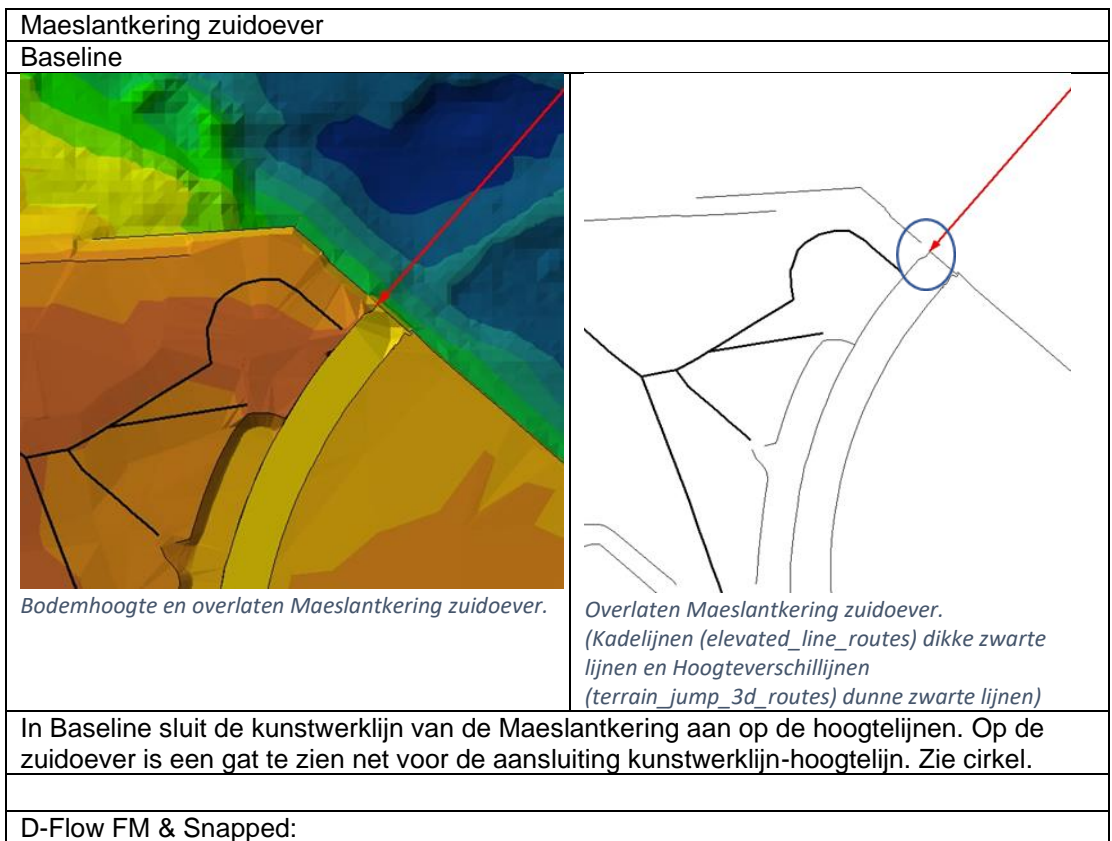 Maeslantkering zuidoever
Baseline
Bodemhoogte en overlaten Maeslantkering zuidoever.
Overlaten Maeslantkering zuidoever.
(Kadelijnen (elevated_line_routes) dikke zwarte
lijnen en Hoogteverschillijnen
(terrain_jump_3d_routes) dunne zwarte lijnen)
In Baseline sluit de kunstwerklijn van de Maeslantkering aan op de hoogtelijnen. Op de
zuidoever is een gat te zien net voor de aansluiting kunstwerklijn-hoogtelijn. Zie cirkel.
D-Flow FM & Snapped: